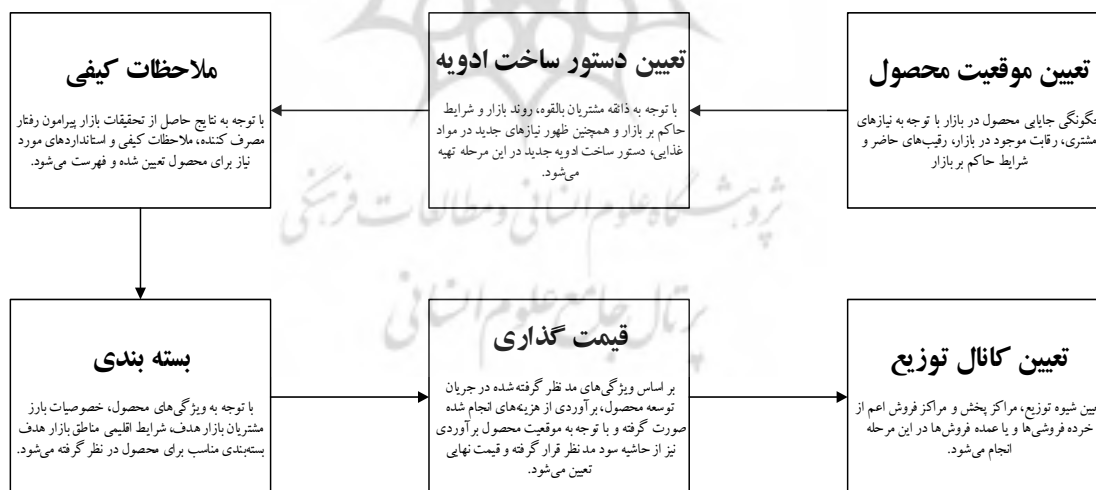 تعیین موقعیت محصول
چگونگی جایابی محصول در بازار با توجه به نیازهای
مشتری، رقابت موجود در بازار، رقیب‌های حاضر و
شرایط حاکم بر بازار
تعیین دستور ساخت ادویه
با توجه به ذائقه مشتریان بالقوه، روند بازار و شرایط
حاکم بر بازار و همچنین ظهور نیازهای جدید در مواد
غذایی، دستور ساخت ادویه جدید در این مرحله تهیه
می‌شود.
ملاحظات کیفی
با توجه به نتایج حاصل از تحقیقات بازار پیرامون رفتار
مصرف کننده، ملاحظات کیفی و استانداردهای مورد
نیاز برای محصول تعیین شده و فهرست می‌شود.
پژوهشگاه علوم انسانی و مطالعات فرهنگی
پرتال جامع علوم انسانی
بسته بندی
با توجه به ویژگی‌های محصول، خصوصیات بارز
مشتریان بازار هدف، شرایط اقلیمی مناطق بازار هدف
بسته‌بندی مناسب برای محصول در نظر گرفته می‌شود.
قیمت گذاری
بر اساس ویژگی‌های مد نظر گرفته شده در جریان
توسعه محصول، برآوردی از هزینه‌های انجام شده
صورت گرفته و با توجه به موقعیت محصول برآوردی
نیز از حاشیه سود مد نظر قرار گرفته و قیمت نهایی
تعیین می‌شود.
تعیین کانال توزیع
تعیین شیوه توزیع، مراکز پخش و مراکز فروش اعم از
خرده فروشی‌ها و یا عمده فروش‌ها در این مرحله
انجام می‌شود.